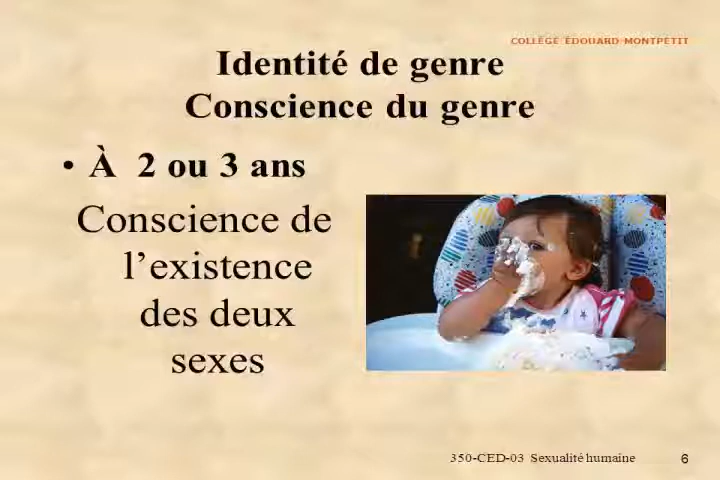 COLLÈGE ÉDOUARD-MONTPETIT
Identité de genre
Conscience du genre
• À 2 ou 3 ans
Conscience de
l’existence
des deux
sexes
350-CED-03 Sexualité humaine
6